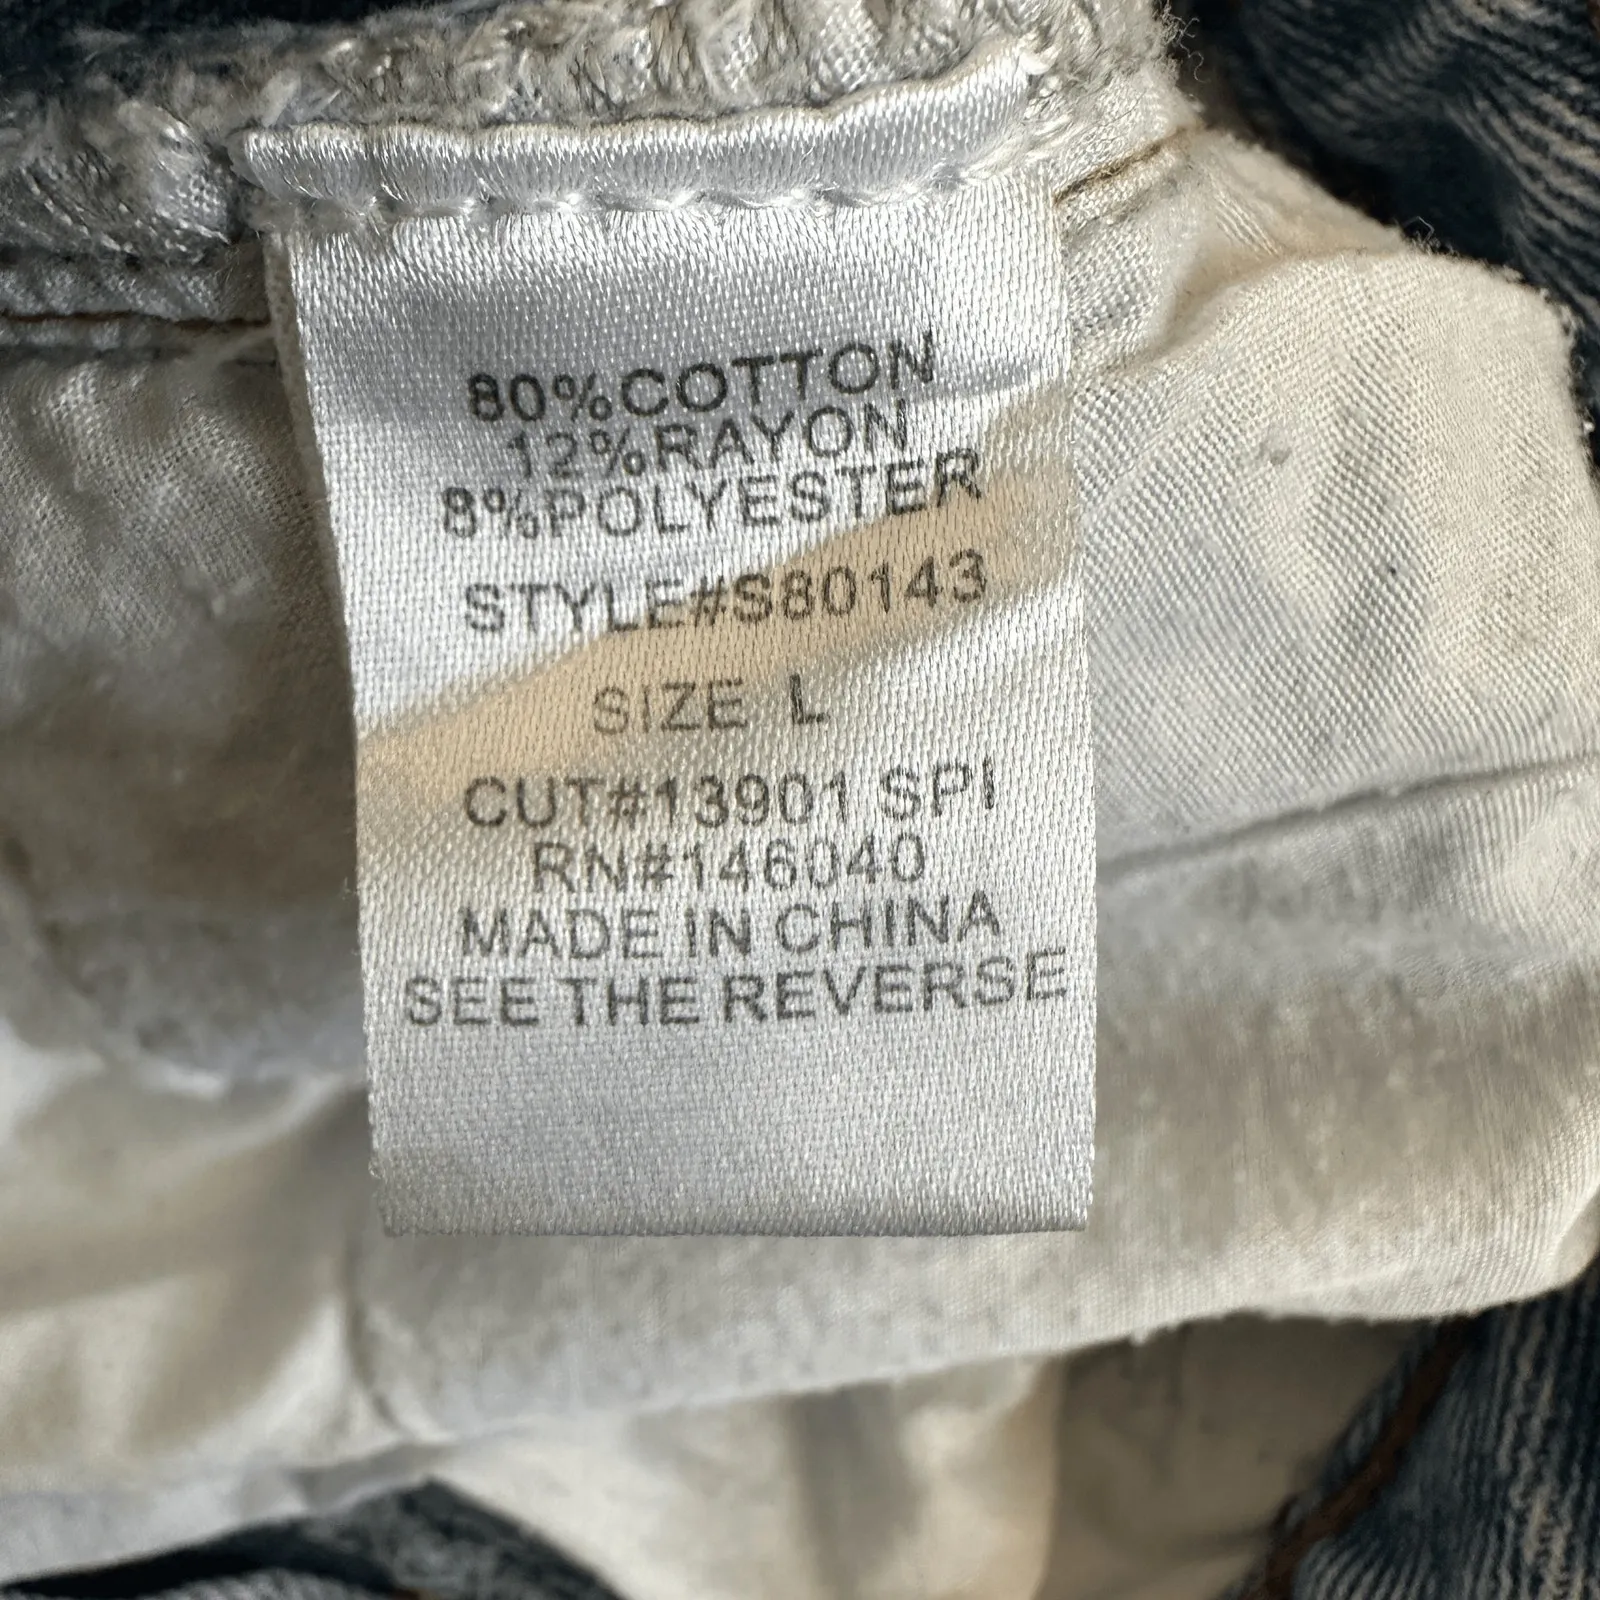 80%COTTON
12%RAYON
8%POLYESTER
STYLE#S80143
SIZE L
CUT#13901 SPI
RN#146040
MADE IN CHINA
SEE THE REVERSE